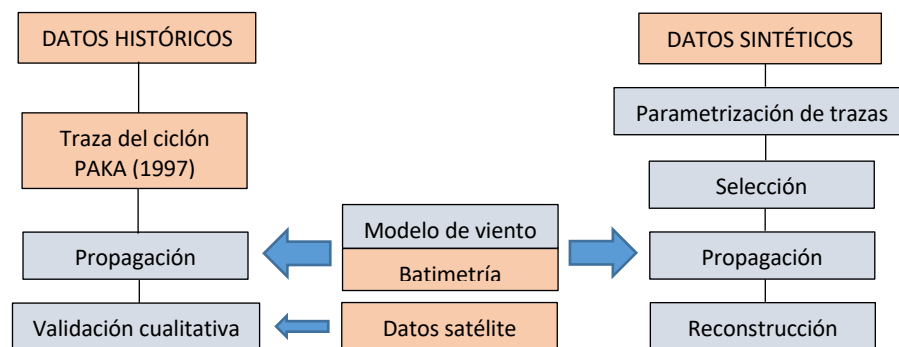 DATOS HISTÓRICOS
Traza del ciclón
PAKA (1997)
Propagación
Validación cualitativa
Modelo de viento
Batimetría
Datos satélite
DATOS SINTÉTICOS
Parametrización de trazas
Selección
Propagación
Reconstrucción